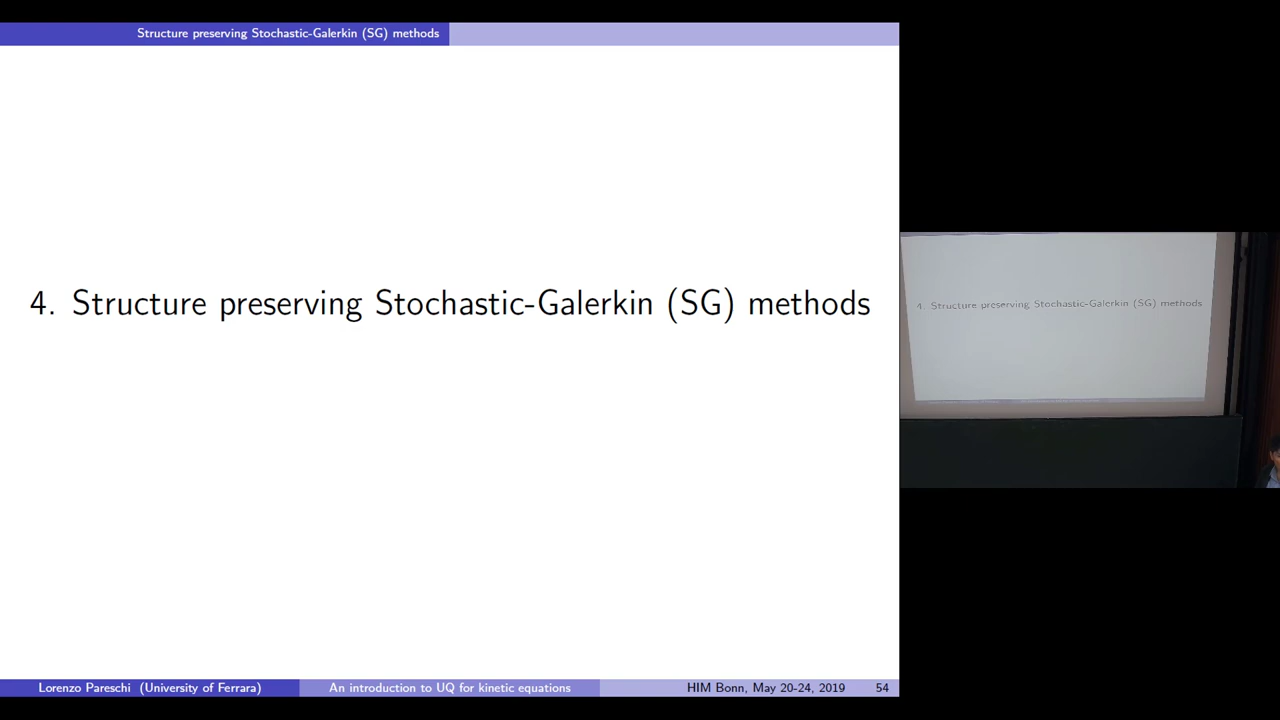 Structure preserving Stochastic-Galerkin (SG) methods
4. Structure preserving Stochastic-Galerkin (SG) methods
4. Structure preserving Stochastic-Galerkin (SG) methods
Lorenzo Pareschi (University of Ferrara) An introduction to UQ for kinetic equations HIM Bonn, May 20-24, 2019 54